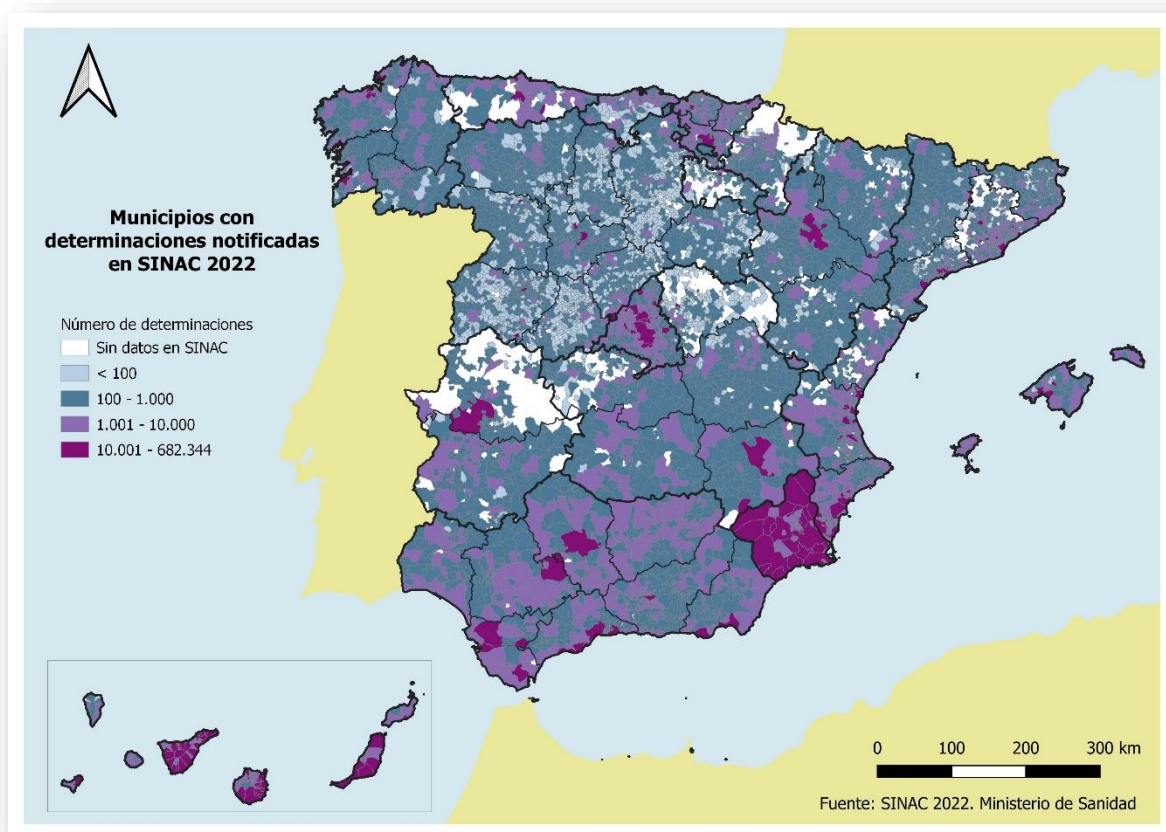 Municipios con
determinaciones notificadas
en SINAC 2022
Número de determinaciones
Sin datos en SINAC
< 100
100 - 1.000
1.001 - 10.000
10.001 - 682.344
0 100 200 300 km
Fuente: SINAC 2022. Ministerio de Sanidad